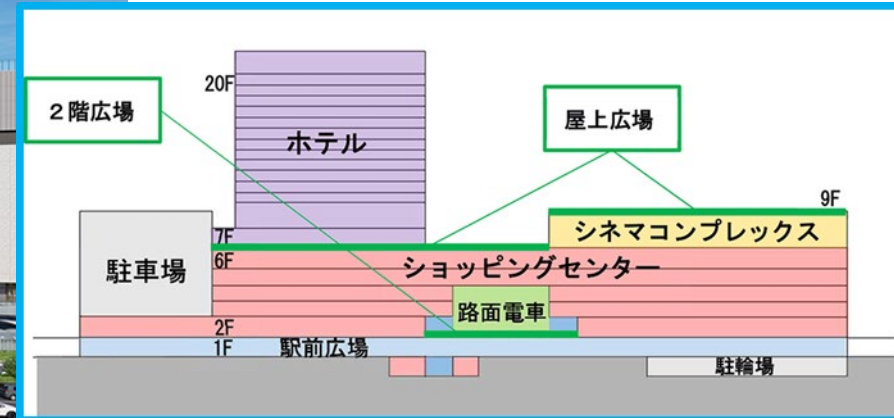 20F
２階広場
屋上広場
ホテル
9F
7F
シネマコンプレックス
6F
ショッピングセンター
駐車場
路面電車
2F
1F
駅前広場
駐輪場